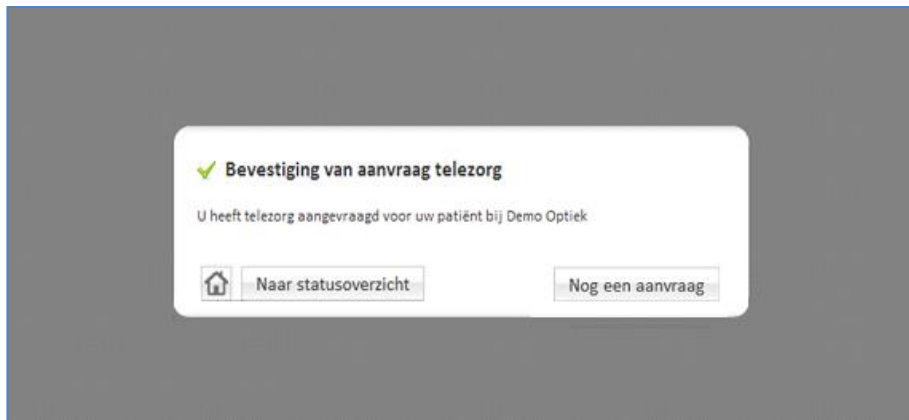 Bevestiging van aanvraag telezorg
U heeft telezorg aangevraagd voor uw patiënt bij Demo Optiek
Naar statusoverzicht
Nog een aanvraag